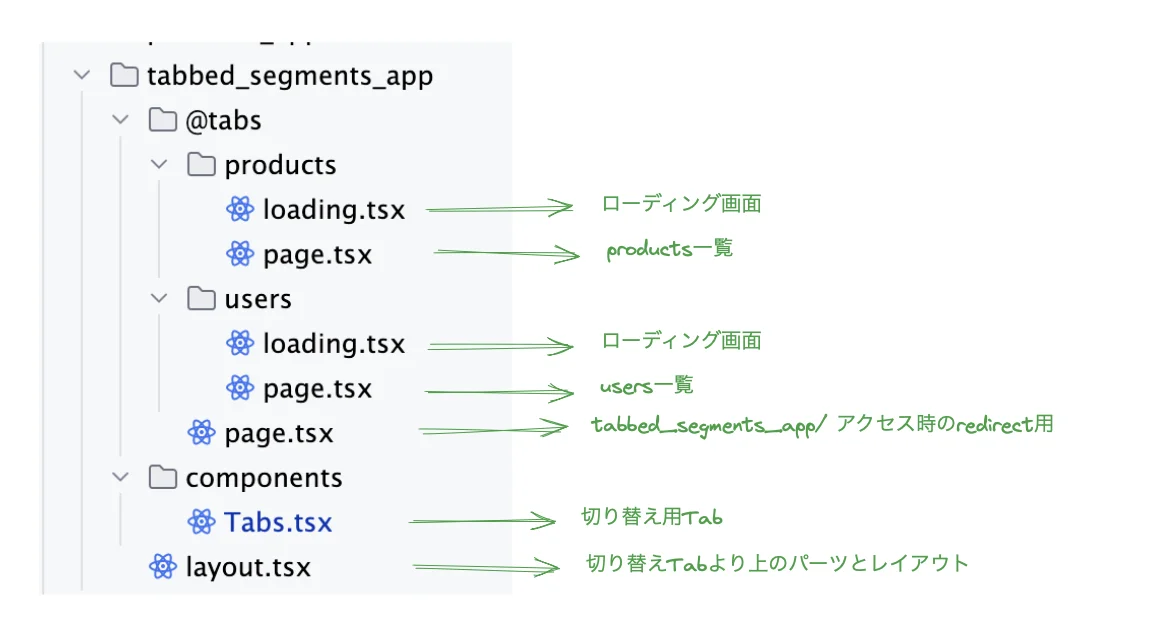 tabbed_segments_app
@tabs
products
loading.tsx ローディング画面
page.tsx products一覧
users
loading.tsx ローディング画面
page.tsx users一覧
page.tsx tabbed_segments_app/ アクセス時のredirect用
components
Tabs.tsx 切り替え用Tab
layout.tsx 切り替えTabより上のパーツとレイアウト